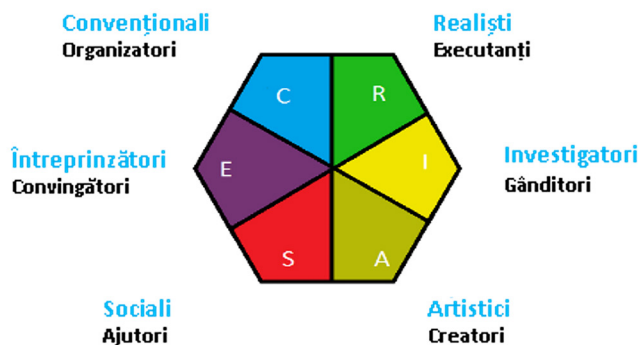 Convenționali
Organizatori
Realiști
Executanți
C
R
Întreprinzători
Convingători
E
I
Investigatori
Gânditori
S
A
Sociali
Ajutori
Artistici
Creatori